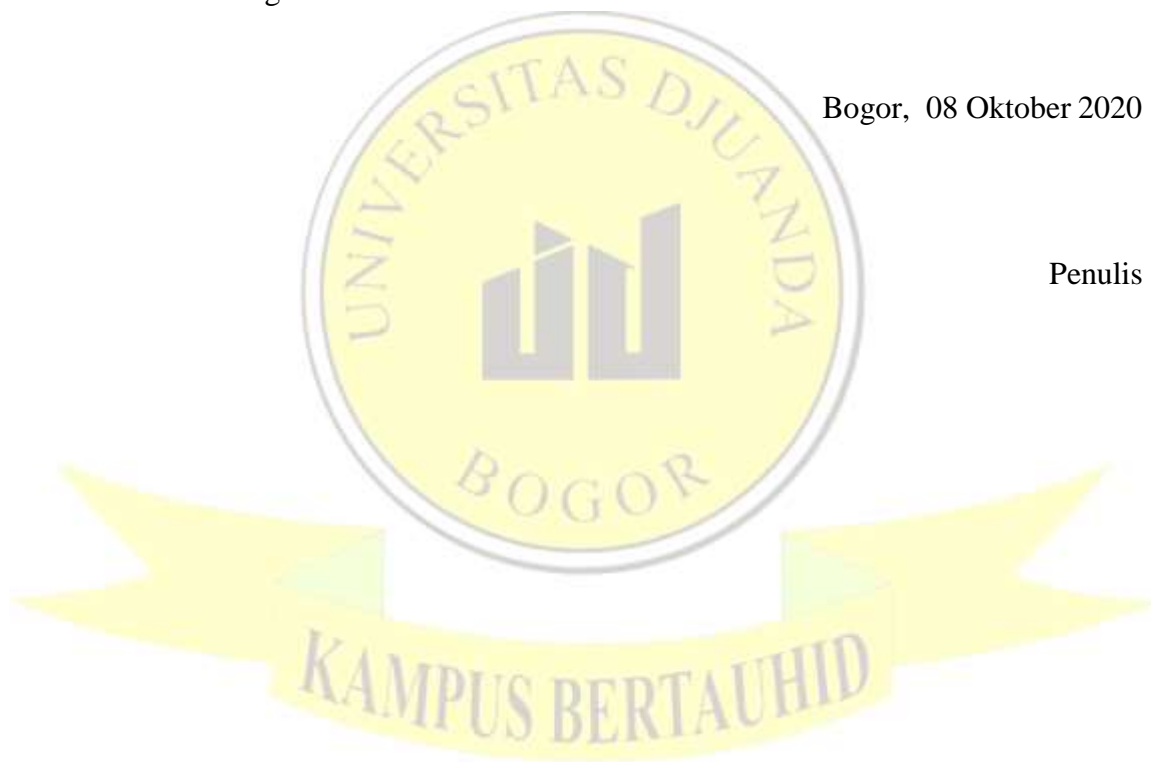 Bogor, 08 Oktober 2020
Penulis
UNIVERSITAS DJUANDA
BOGOR
KAMPUS BERTAUHID